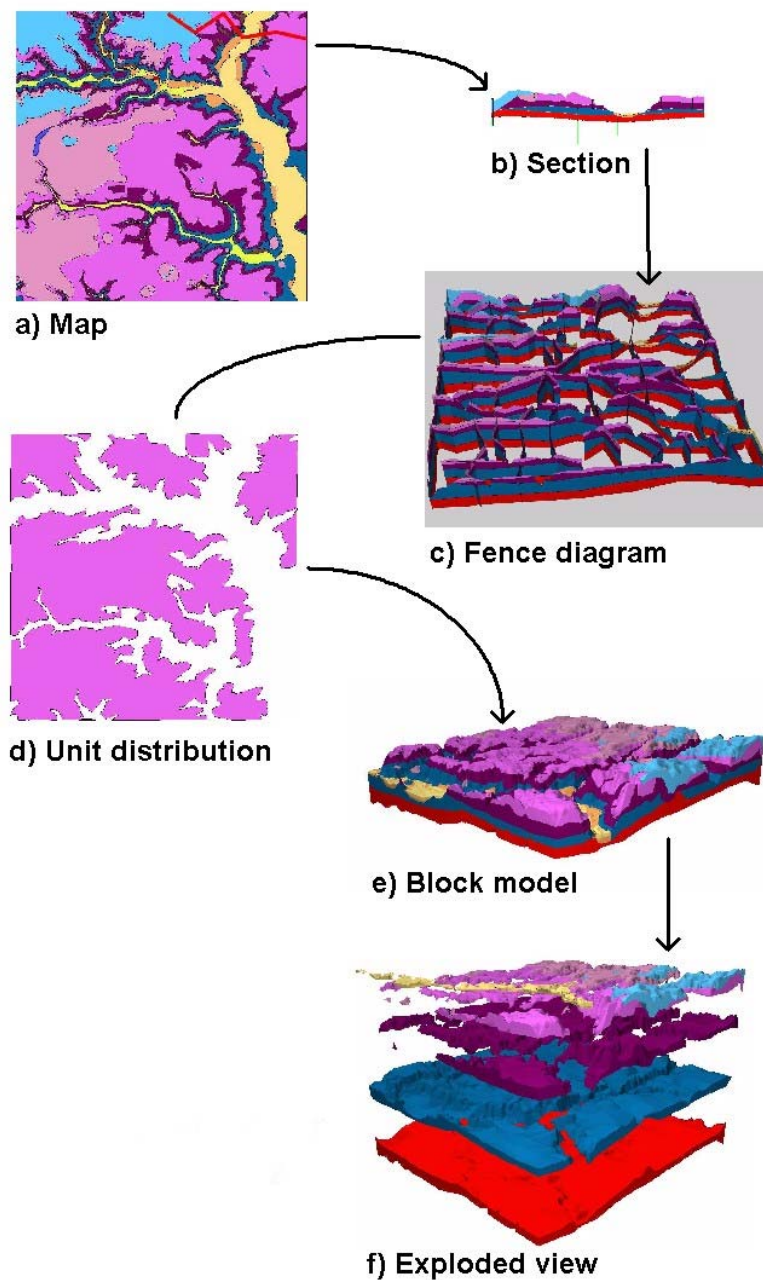 a) Map
b) Section
c) Fence diagram
d) Unit distribution
e) Block model
f) Exploded view